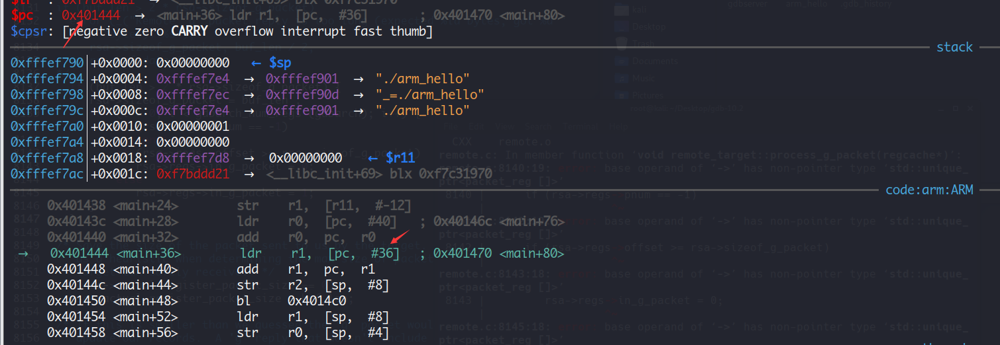 $lr : 0xf7bddd21 → <__libc_init+69> blx 0xf7c31970
$pc : 0x401444 → <main+36> ldr r1, [pc, #36] ; 0x401470 <main+80>
$cpsr: [negative zero CARRY overflow interrupt fast thumb]
stack
0xfffef790│+0x0000: 0x00000000 ← $sp
0xfffef794│+0x0004: 0xfffef7e4 → 0xfffef901 → "./arm_hello"
0xfffef798│+0x0008: 0xfffef7ec → 0xfffef90d → "_=./arm_hello"
0xfffef79c│+0x000c: 0xfffef7e4 → 0xfffef901 → "./arm_hello"
0xfffef7a0│+0x0010: 0x00000001
0xfffef7a4│+0x0014: 0x00000000
0xfffef7a8│+0x0018: 0xfffef7d8 → 0x00000000 ← $r11
0xfffef7ac│+0x001c: 0xf7bddd21 → <__libc_init+69> blx 0xf7c31970
code:arm:ARM
0x401438 <main+24> str r1, [r11, #-12]
0x40143c <main+28> ldr r0, [pc, #40] ; 0x40146c <main+76>
0x401440 <main+32> add r0, pc, r0
→ 0x401444 <main+36> ldr r1, [pc, #36] ; 0x401470 <main+80>
0x401448 <main+40> add r1, pc, r1
0x40144c <main+44> str r2, [sp, #8]
0x401450 <main+48> bl 0x4014c0
0x401454 <main+52> ldr r1, [sp, #8]
0x401458 <main+56> str r0, [sp, #4]